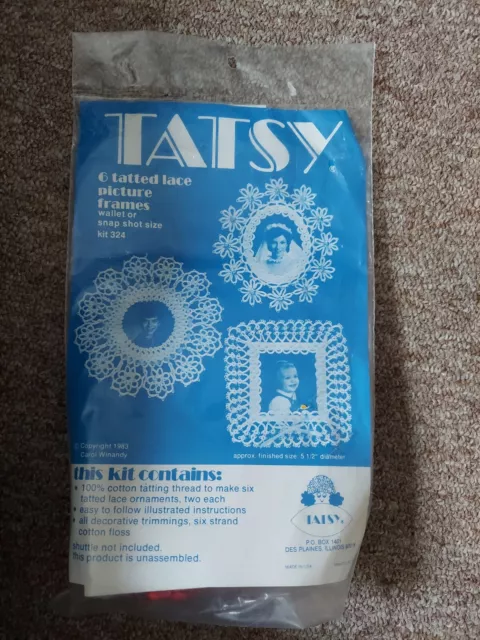 TATSY
6 tatted lace
picture
frames
wallet or
snap shot size
kit 324
© Copyright 1983
Carol Winandy
approx. finished size: 5 1/2" diameter
this kit contains:
• 100% cotton tatting thread to make six
tatted lace ornaments, two each
• easy to follow illustrated instructions
• all decorative trimmings, six strand
cotton floss
shuttle not included.
this product is unassembled.
TATSY
P.O. BOX 1401
DES PLAINES, ILLINOIS